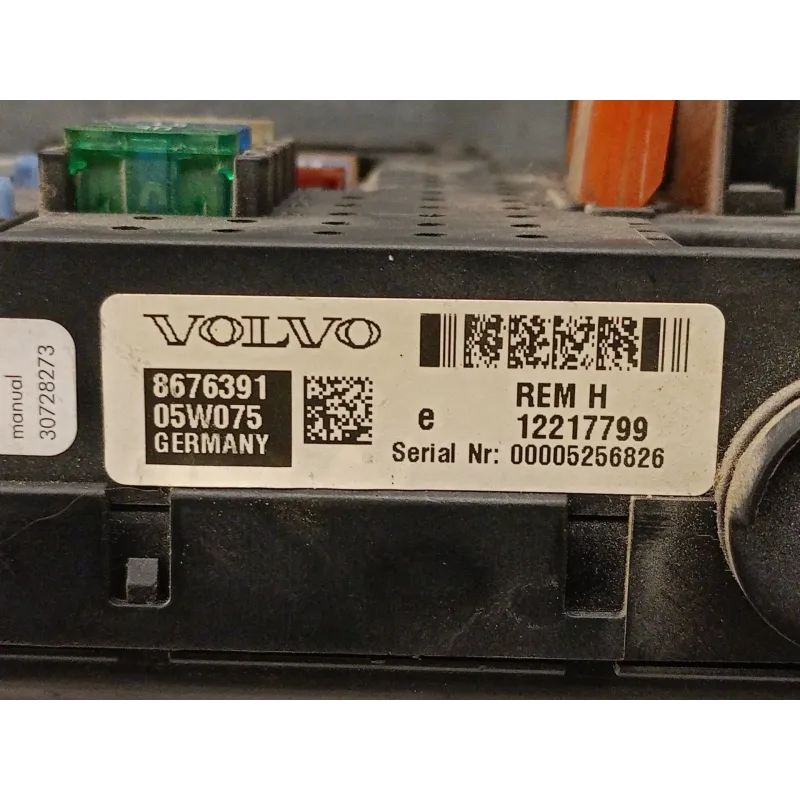 VOLVO
8676391
05W075
GERMANY
REM H
e 12217799
Serial Nr: 00005256826
manual
30728273